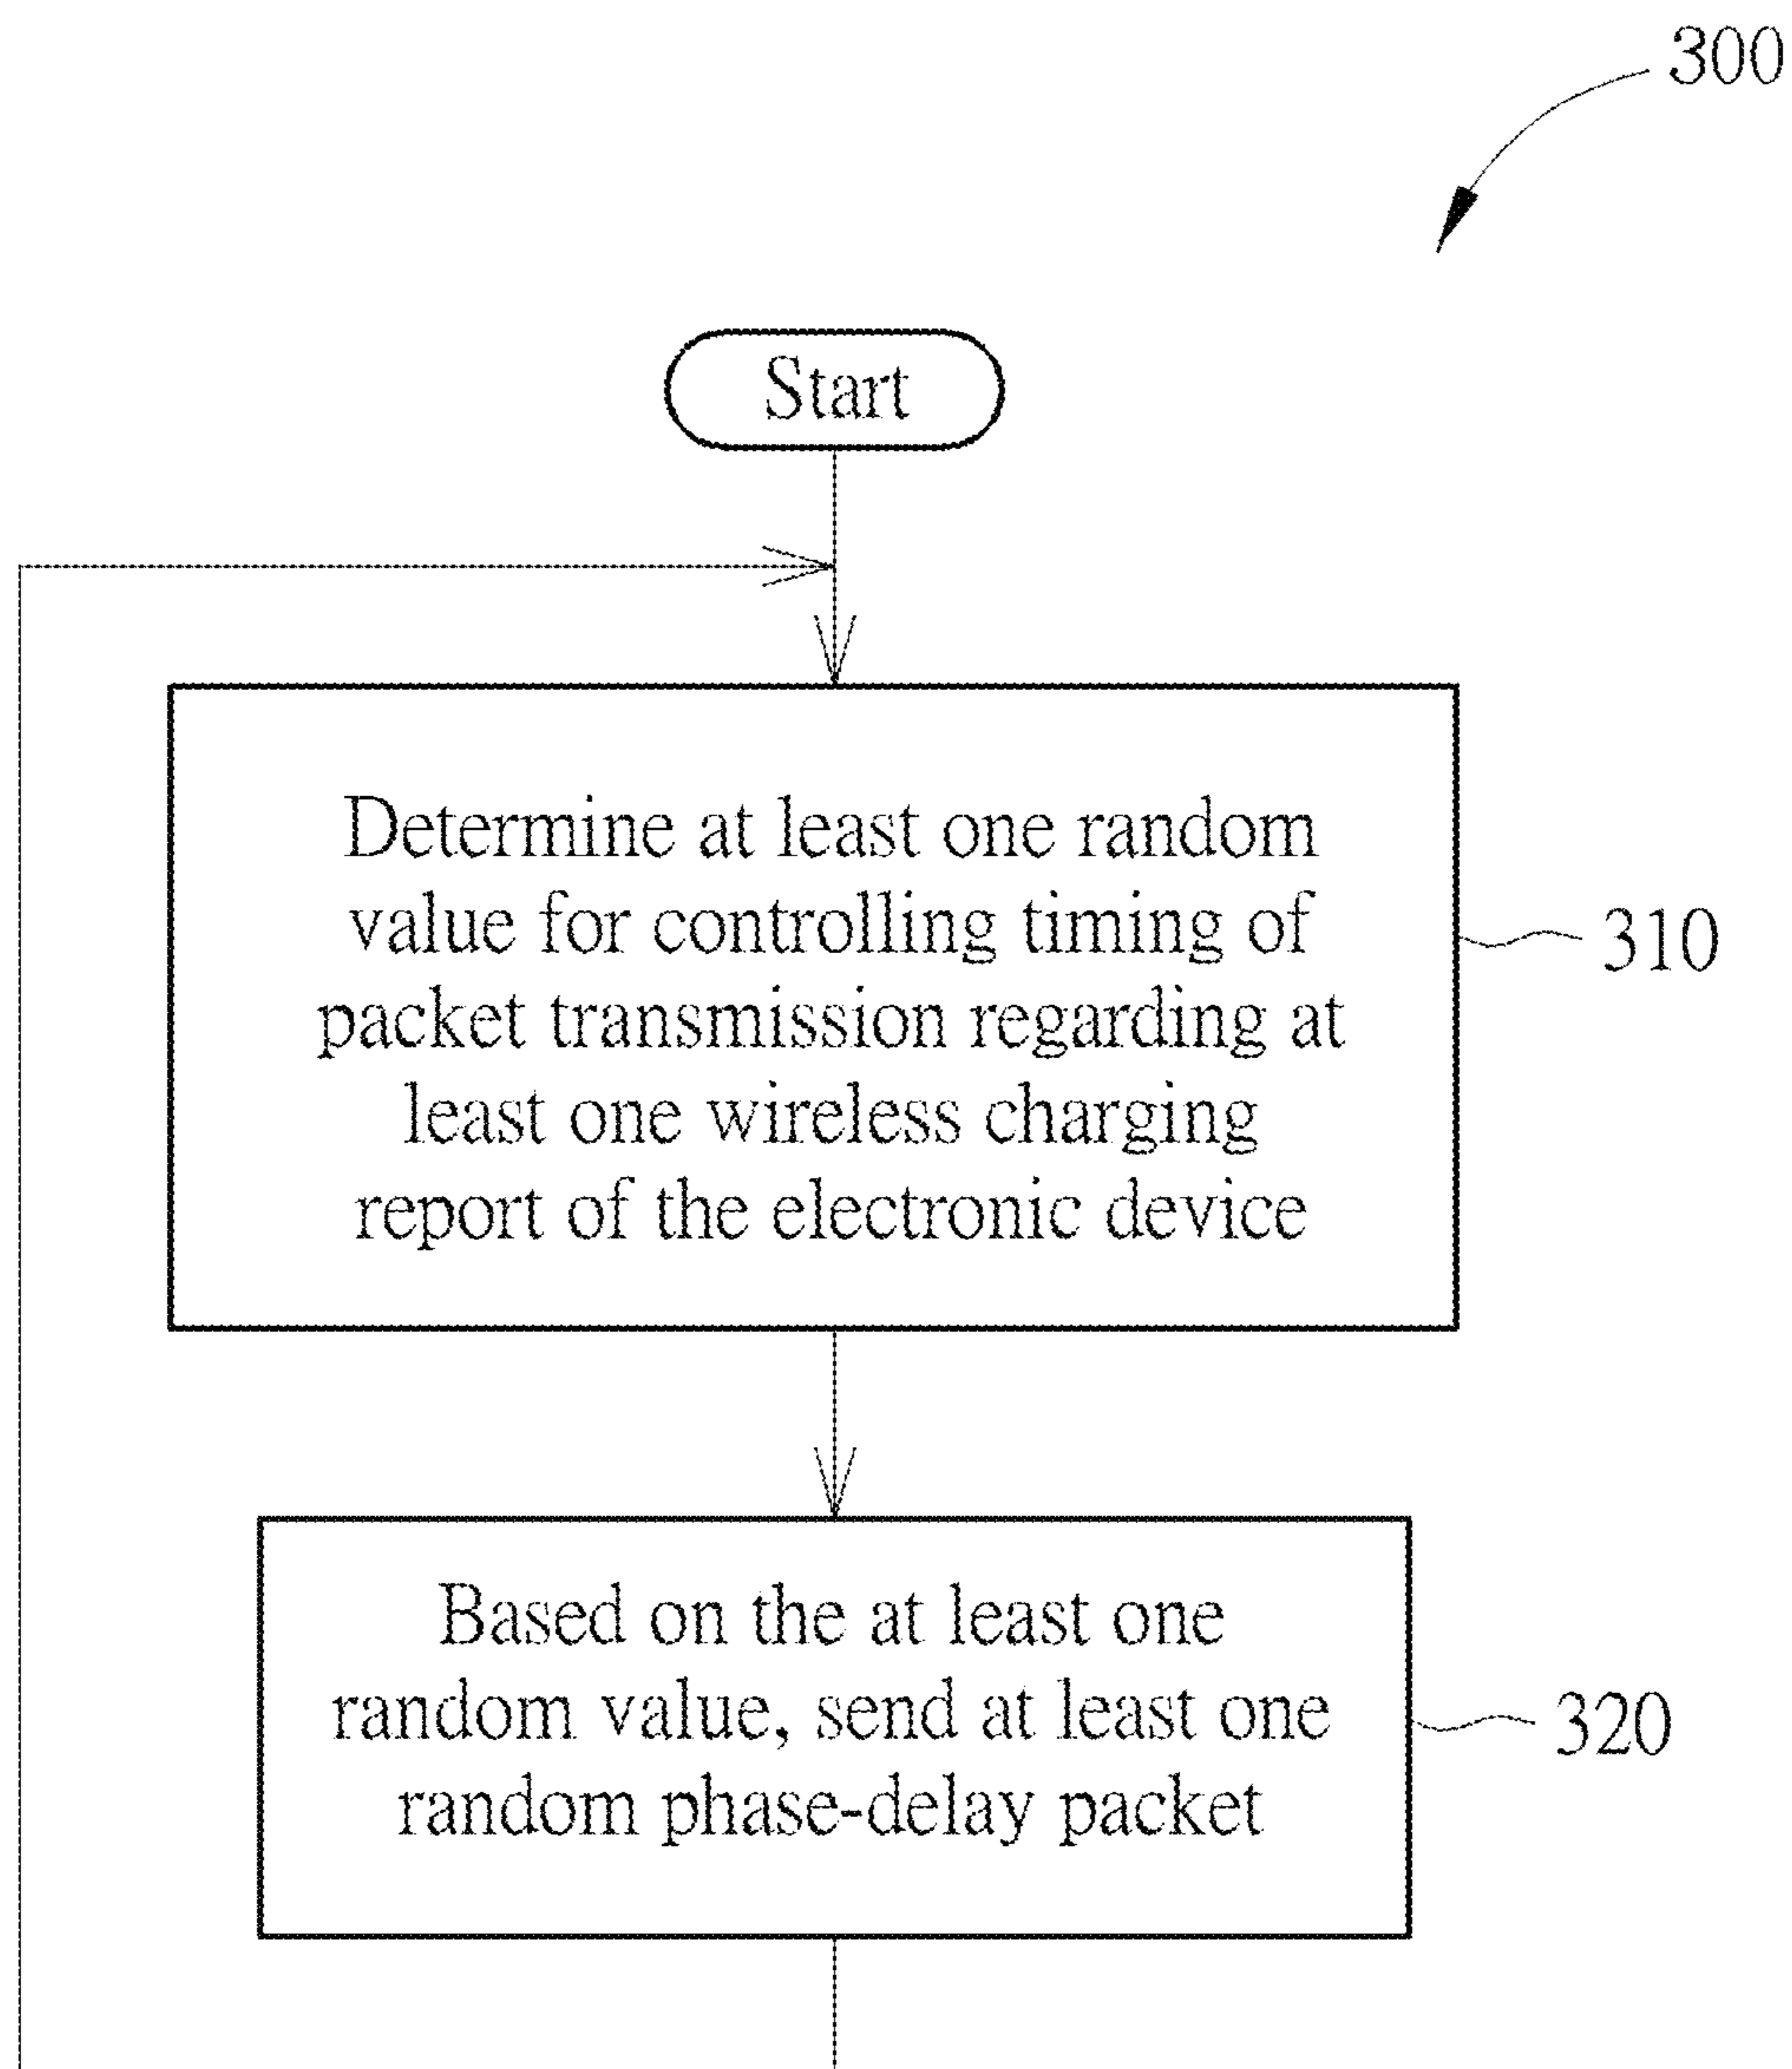 300
Start
Determine at least one random
value for controlling timing of
packet transmission regarding at
least one wireless charging
report of the electronic device
310
Based on the at least one
random value, send at least one
random phase-delay packet
320